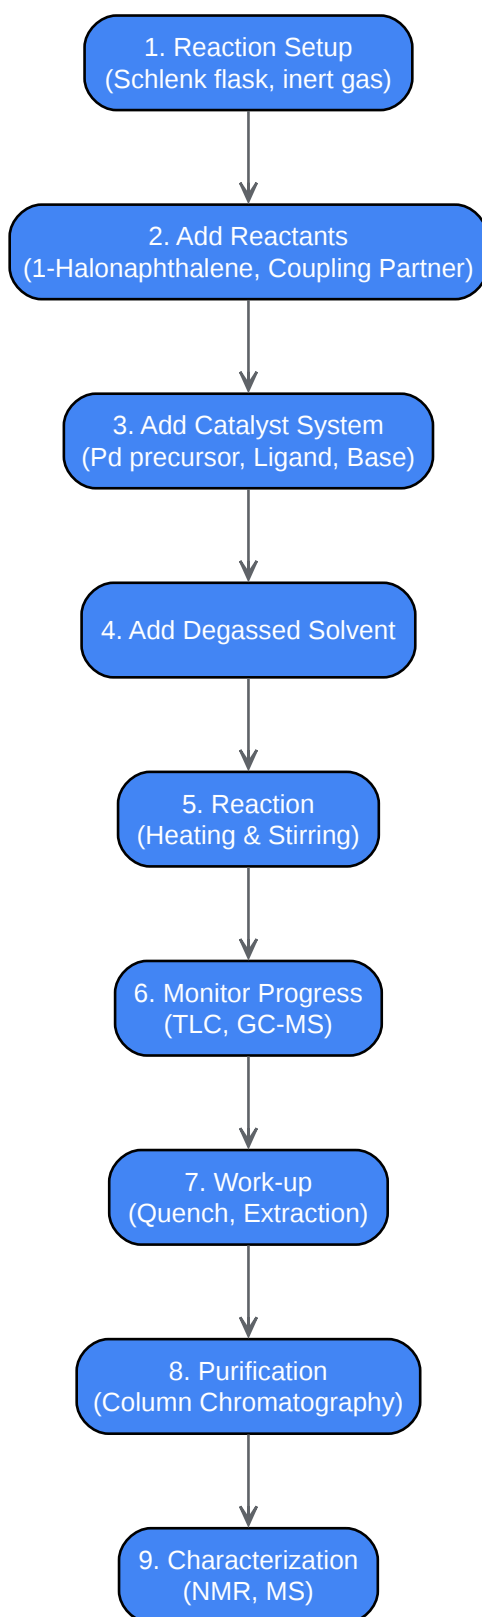 1. Reaction Setup
(Schlenk flask, inert gas)
2. Add Reactants
(1-Halonaphthalene, Coupling Partner)
3. Add Catalyst System
(Pd precursor, Ligand, Base)
4. Add Degassed Solvent
5. Reaction
(Heating & Stirring)
6. Monitor Progress
(TLC, GC-MS)
7. Work-up
(Quench, Extraction)
8. Purification
(Column Chromatography)
9. Characterization
(NMR, MS)